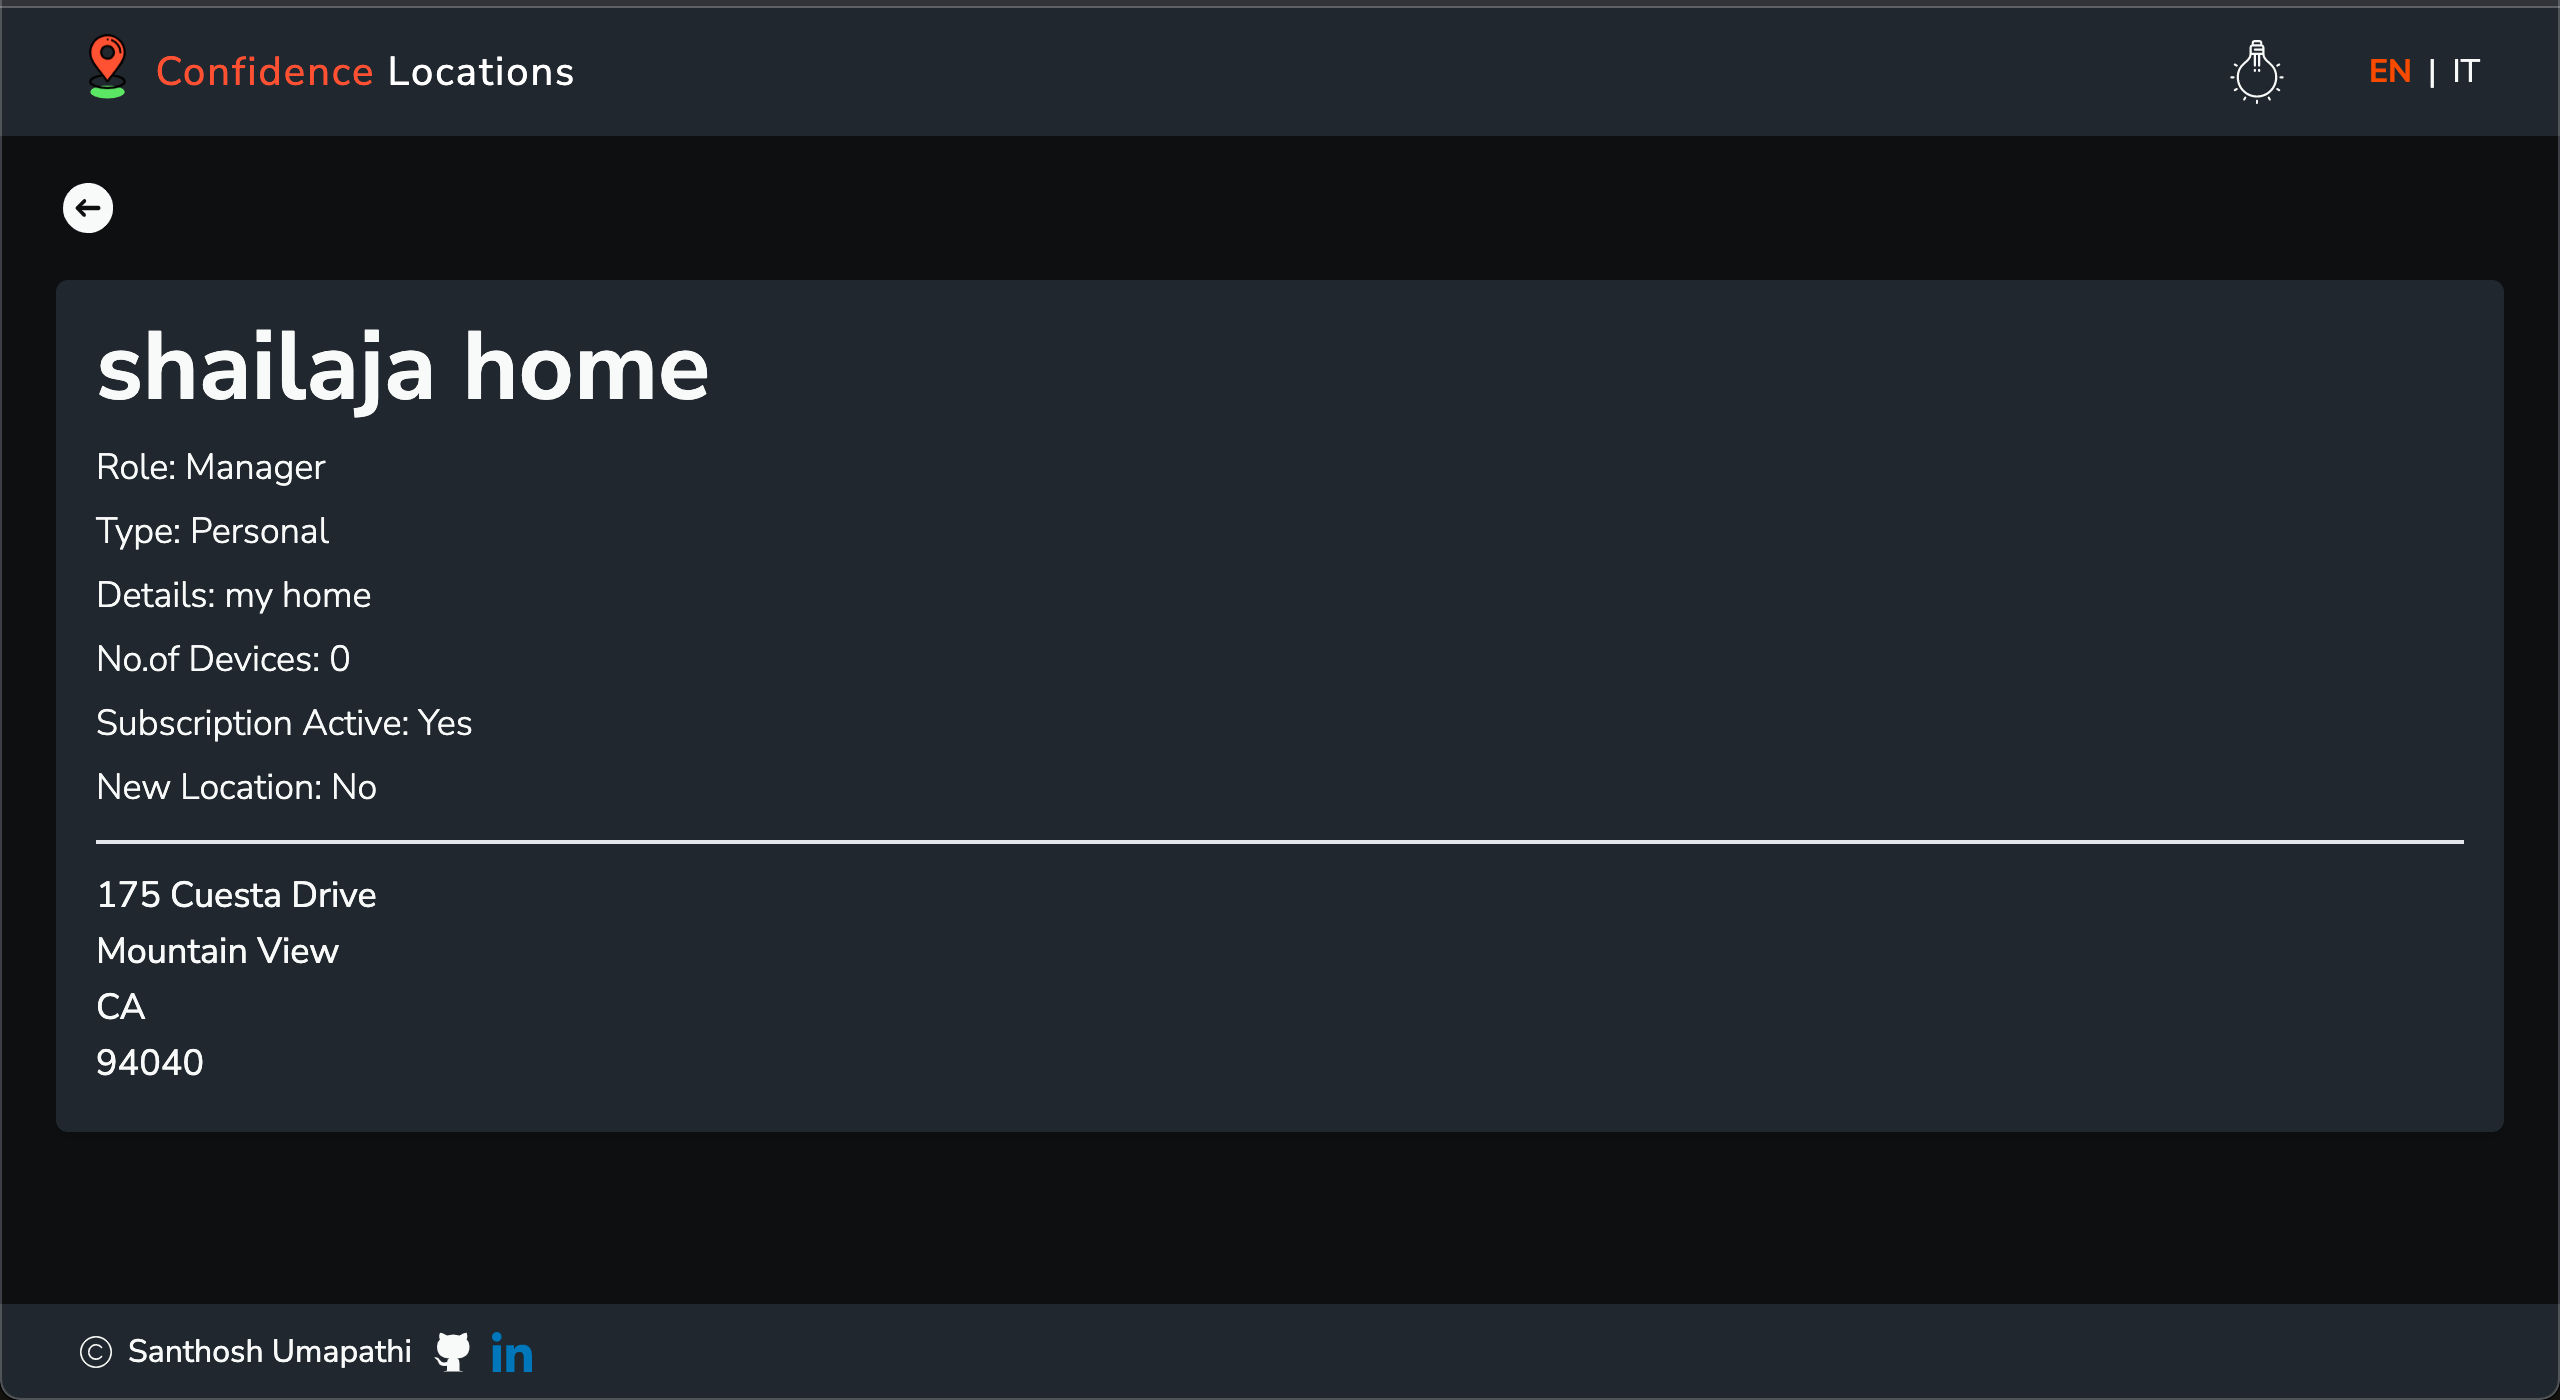 Confidence Locations
EN | IT
shailaja home
Role: Manager
Type: Personal
Details: my home
No.of Devices: 0
Subscription Active: Yes
New Location: No
175 Cuesta Drive
Mountain View
CA
94040
© Santhosh Umapathi in